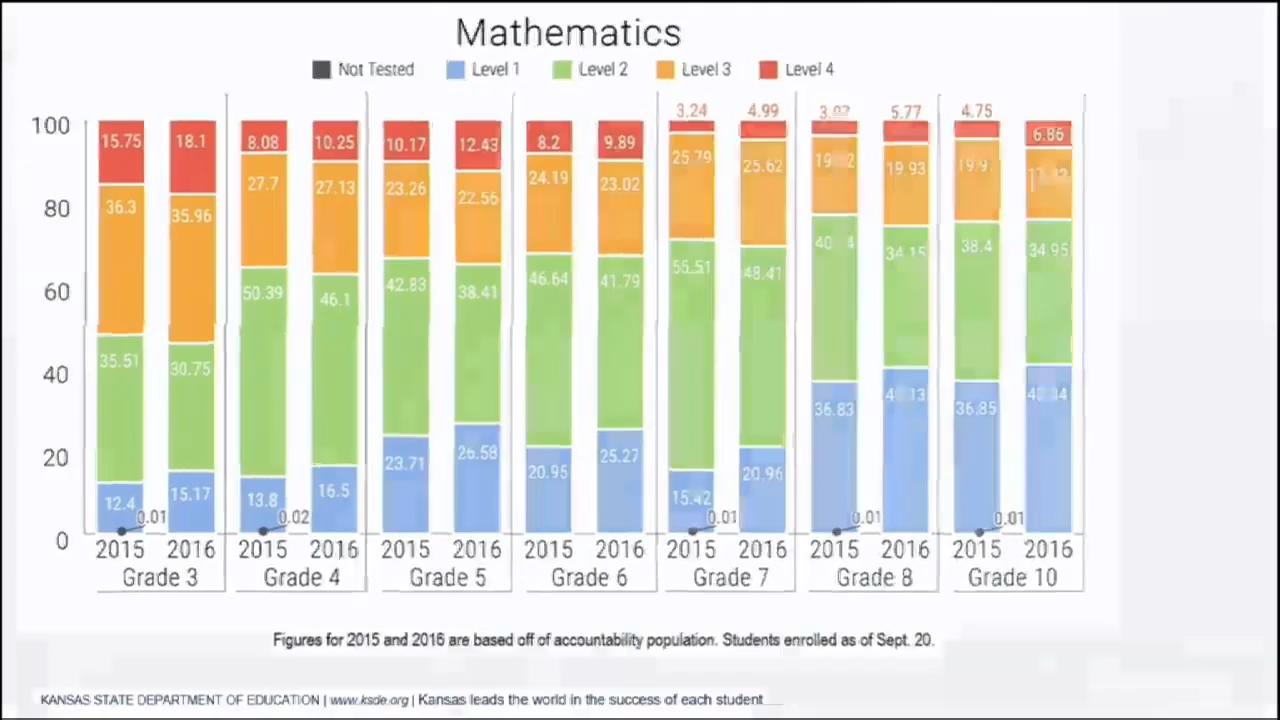 Mathematics
Not Tested Level 1 Level 2 Level 3 Level 4
3.24 4.99 5.77 4.75
100 15.75 18.1 8.08 10.25 10.17 12.43 8.2 9.89 6.86
36.3 35.96 27.7 27.13 23.26 22.56 24.19 23.02 25.79 25.62 19.93
80
60 35.51 30.75 50.39 46.1 42.83 38.41 46.64 41.79 55.51 48.41 34.15 38.4 34.95
40
20 12.4 15.17 13.8 16.5 23.71 26.58 20.95 25.27 15.42 20.96 36.83 36.85
0.01 0.02 0.01 0.01 0.01
0
2015 2016 2015 2016 2015 2016 2015 2016 2015 2016 2015 2016 2015 2016
Grade 3 Grade 4 Grade 5 Grade 6 Grade 7 Grade 8 Grade 10
Figures for 2015 and 2016 are based off of accountability population. Students enrolled as of Sept. 20.
KANSAS STATE DEPARTMENT OF EDUCATION | www.ksde.org | Kansas leads the world in the success of each student